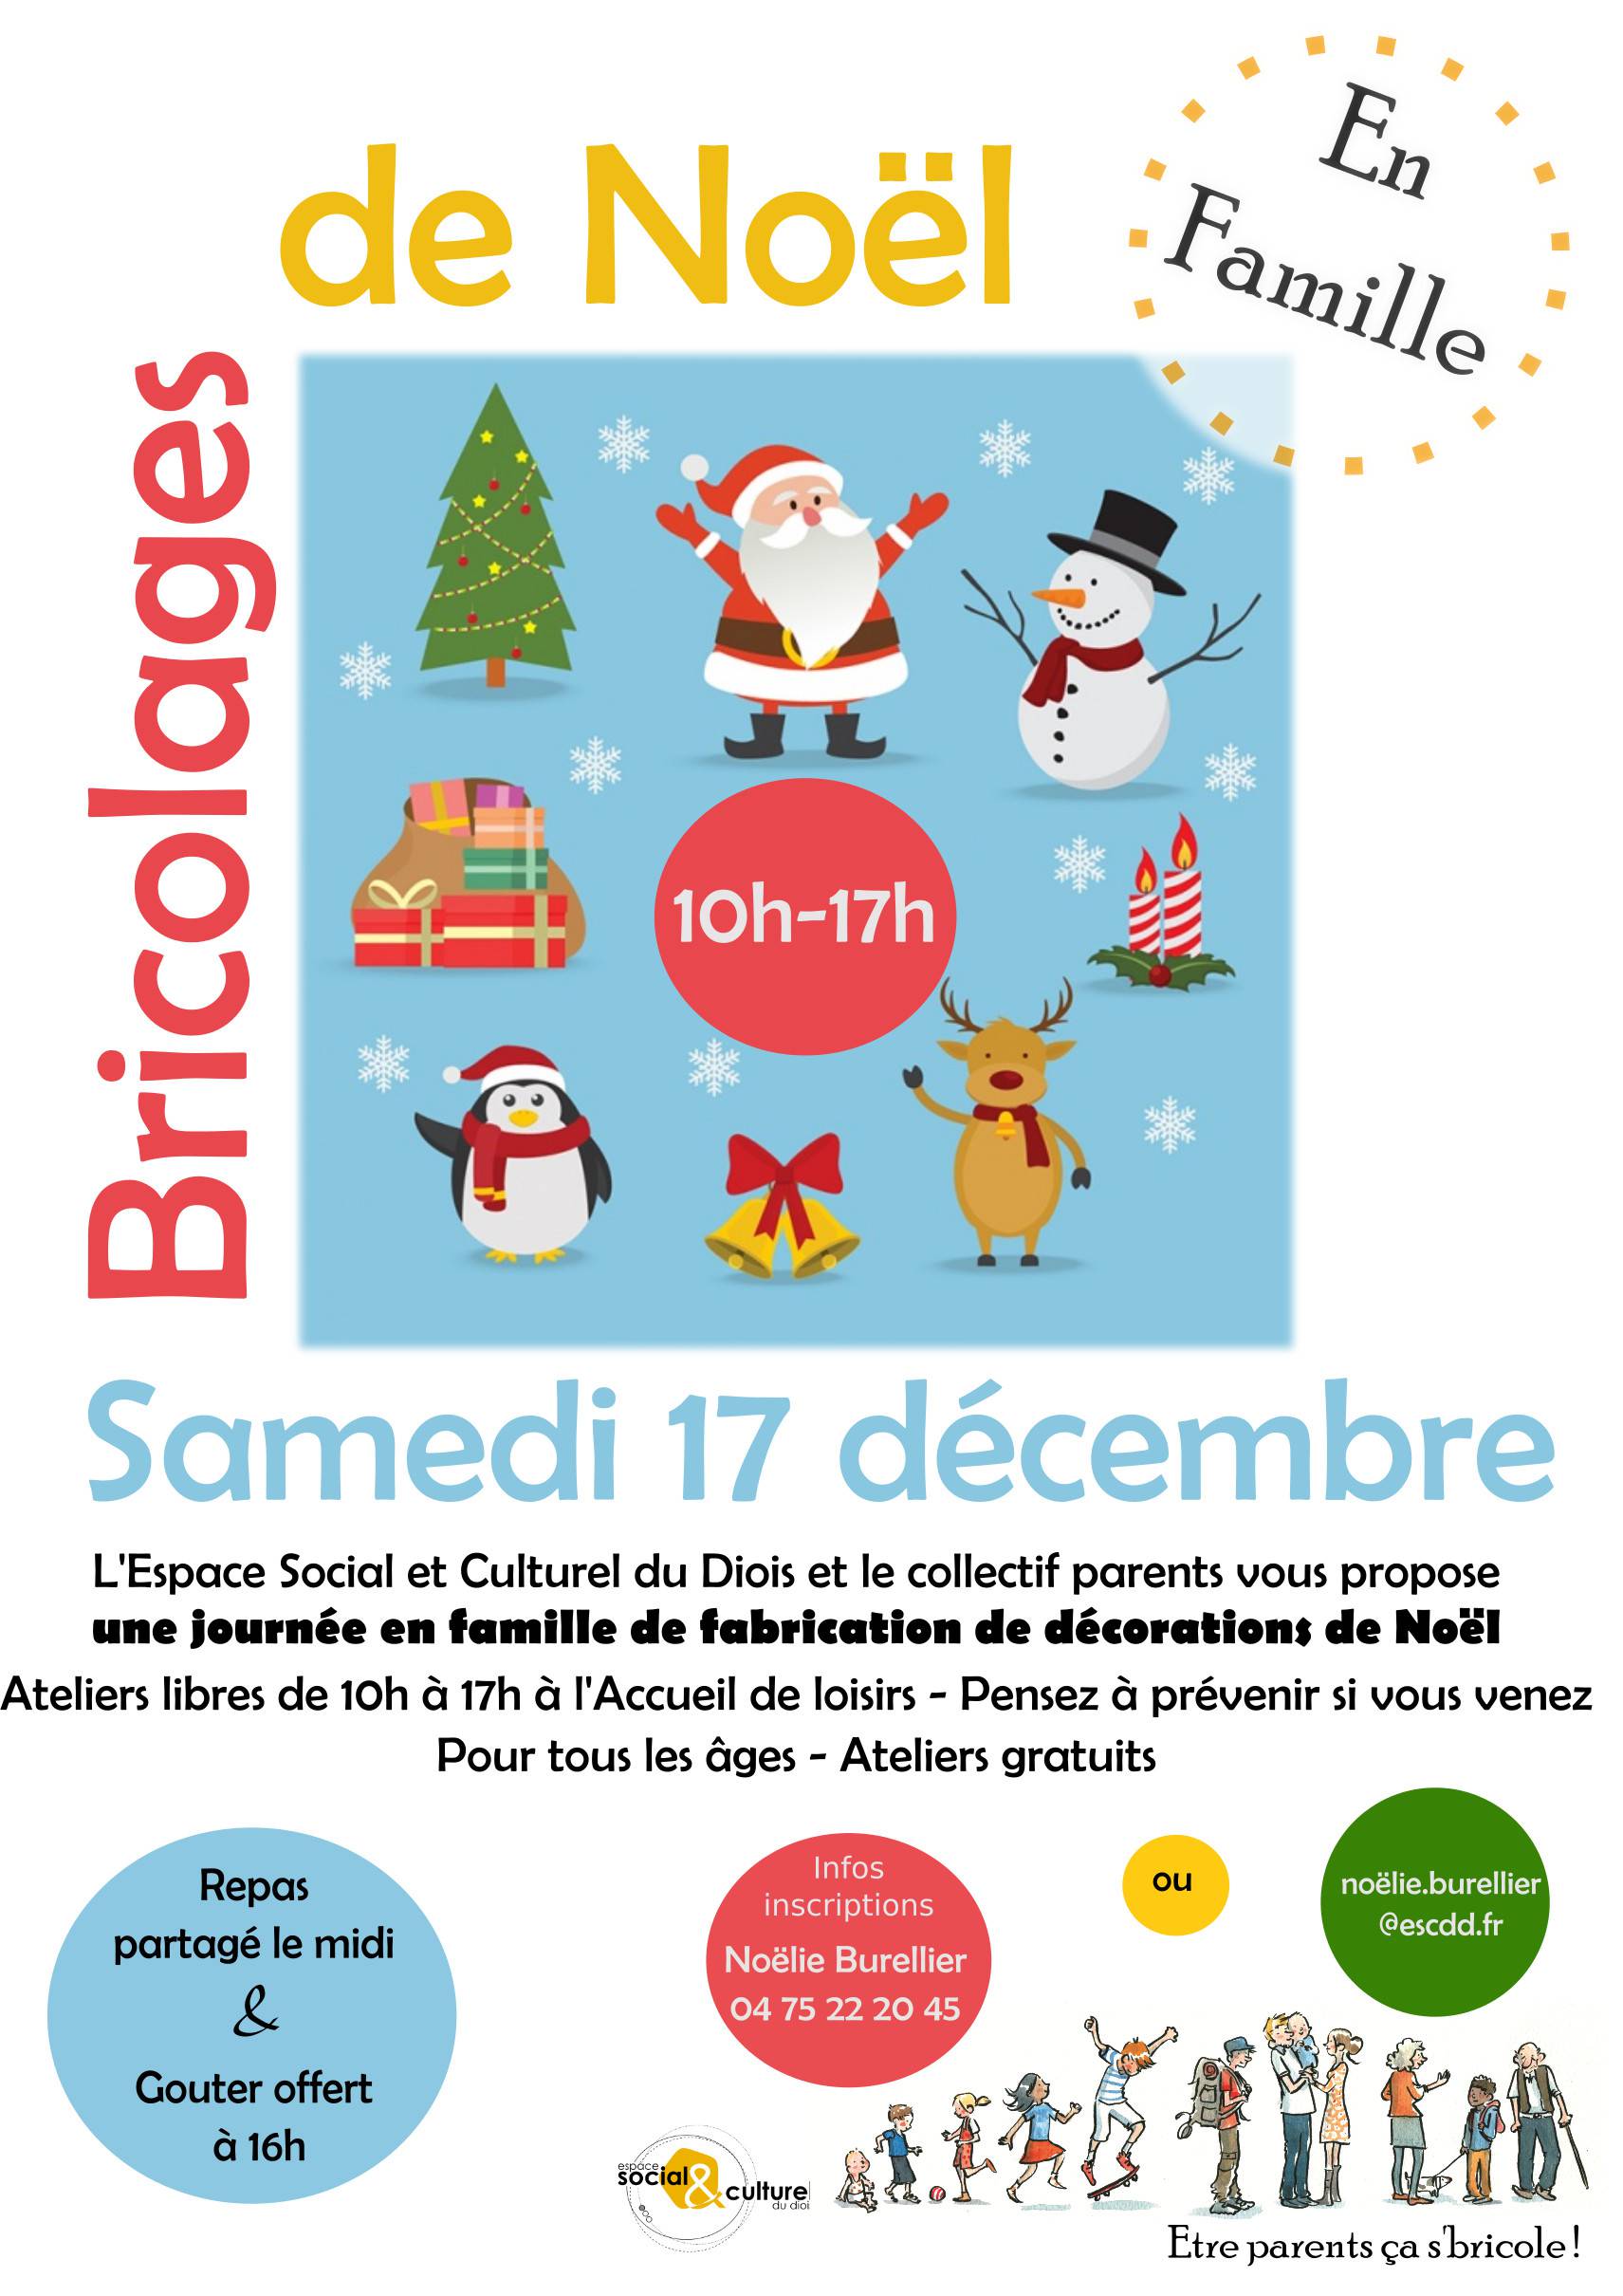 Bricolages
de Noël
En
Famille
10h-17h
Samedi 17 décembre
L'Espace Social et Culturel du Diois et le collectif parents vous propose
une journée en famille de fabrication de décorations de Noël
Ateliers libres de 10h à 17h à l'Accueil de loisirs - Pensez à prévenir si vous venez
Pour tous les âges - Ateliers gratuits
Repas
partagé le midi
&
Gouter offert
à 16h
Infos
inscriptions
Noëlie Burellier
04 75 22 20 45
ou
noëlie.burellier
@escdd.fr
espace
social & culturel
du dioi
Etre parents ça s'bricole !